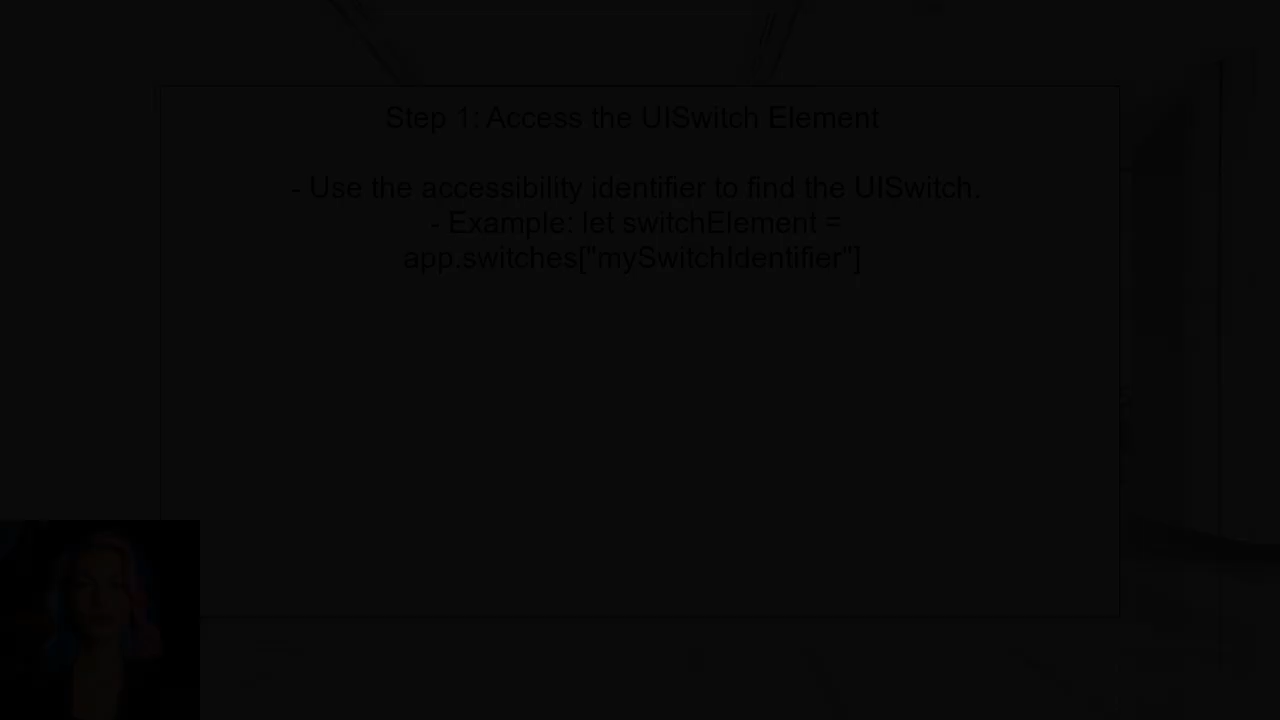 Step 1: Access the UISwitch Element
- Use the accessibility identifier to find the UISwitch.
- Example: let switchElement =
app.switches["mySwitchIdentifier"]